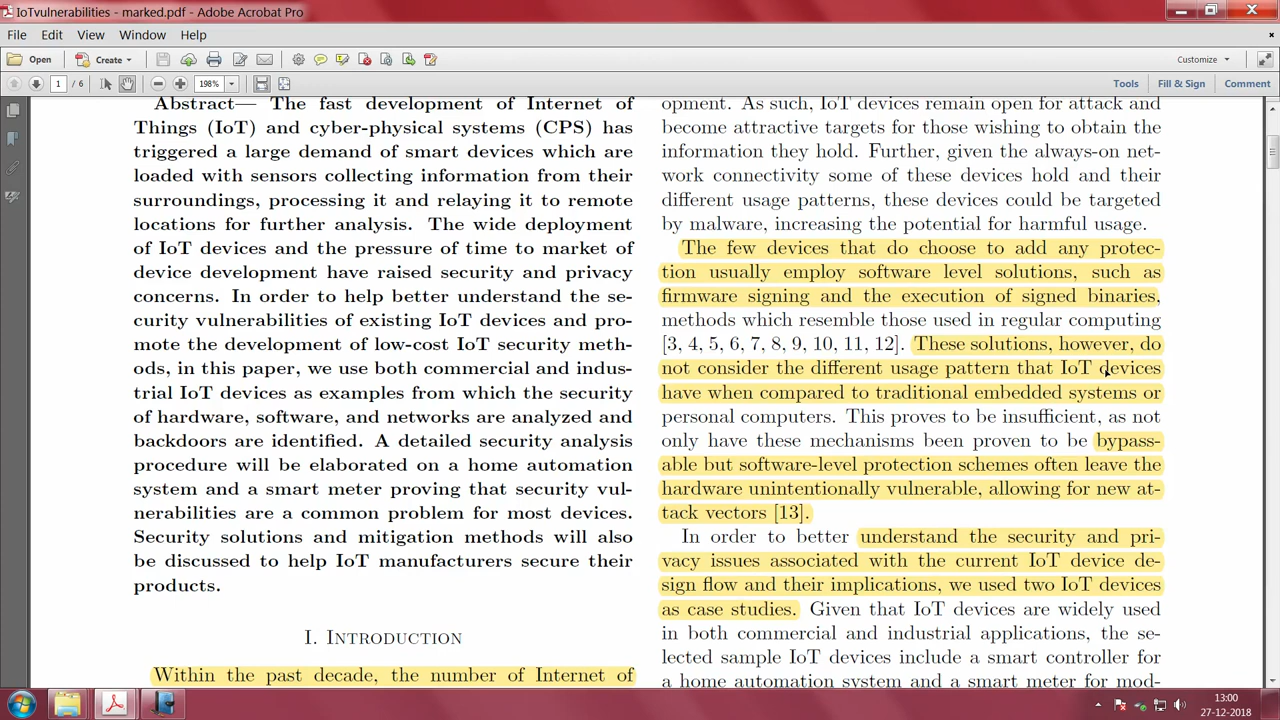 IoTvulnerabilities - marked.pdf - Adobe Acrobat Pro
File Edit View Window Help
Open Create Customize
1 / 6 198% Tools Fill & Sign Comment
Abstract— The fast development of Internet of
Things (IoT) and cyber-physical systems (CPS) has
triggered a large demand of smart devices which are
loaded with sensors collecting information from their
surroundings, processing it and relaying it to remote
locations for further analysis. The wide deployment
of IoT devices and the pressure of time to market of
device development have raised security and privacy
concerns. In order to help better understand the se-
curity vulnerabilities of existing IoT devices and pro-
mote the development of low-cost IoT security meth-
ods, in this paper, we use both commercial and indus-
trial IoT devices as examples from which the security
of hardware, software, and networks are analyzed and
backdoors are identified. A detailed security analysis
procedure will be elaborated on a home automation
system and a smart meter proving that security vul-
nerabilities are a common problem for most devices.
Security solutions and mitigation methods will also
be discussed to help IoT manufacturers secure their
products.
I. Introduction
Within the past decade, the number of Internet of
opment. As such, IoT devices remain open for attack and
become attractive targets for those wishing to obtain the
information they hold. Further, given the always-on net-
work connectivity some of these devices hold and their
different usage patterns, these devices could be targeted
by malware, increasing the potential for harmful usage.
The few devices that do choose to add any protec-
tion usually employ software level solutions, such as
firmware signing and the execution of signed binaries,
methods which resemble those used in regular computing
[3, 4, 5, 6, 7, 8, 9, 10, 11, 12]. These solutions, however, do
not consider the different usage pattern that IoT devices
have when compared to traditional embedded systems or
personal computers. This proves to be insufficient, as not
only have these mechanisms been proven to be bypass-
able but software-level protection schemes often leave the
hardware unintentionally vulnerable, allowing for new at-
tack vectors [13].
In order to better understand the security and pri-
vacy issues associated with the current IoT device de-
sign flow and their implications, we used two IoT devices
as case studies. Given that IoT devices are widely used
in both commercial and industrial applications, the se-
lected sample IoT devices include a smart controller for
a home automation system and a smart meter for mod-
13:00
27-12-2018